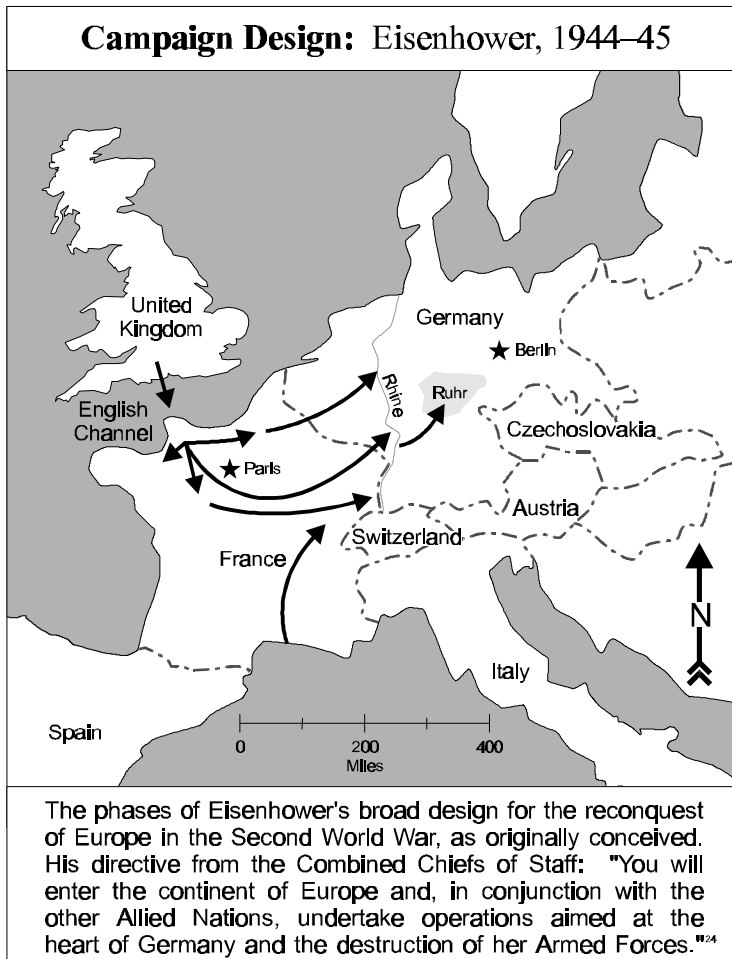 Campaign Design: Eisenhower, 1944–45
United
Kingdom
Germany
Berlin
Rhine
Ruhr
English
Channel
Paris
Czechoslovakia
Austria
Switzerland
France
N
Italy
Spain
0 200 400
Miles
The phases of Eisenhower's broad design for the reconquest
of Europe in the Second World War, as originally conceived.
His directive from the Combined Chiefs of Staff: "You will
enter the continent of Europe and, in conjunction with the
other Allied Nations, undertake operations aimed at the
heart of Germany and the destruction of her Armed Forces."24